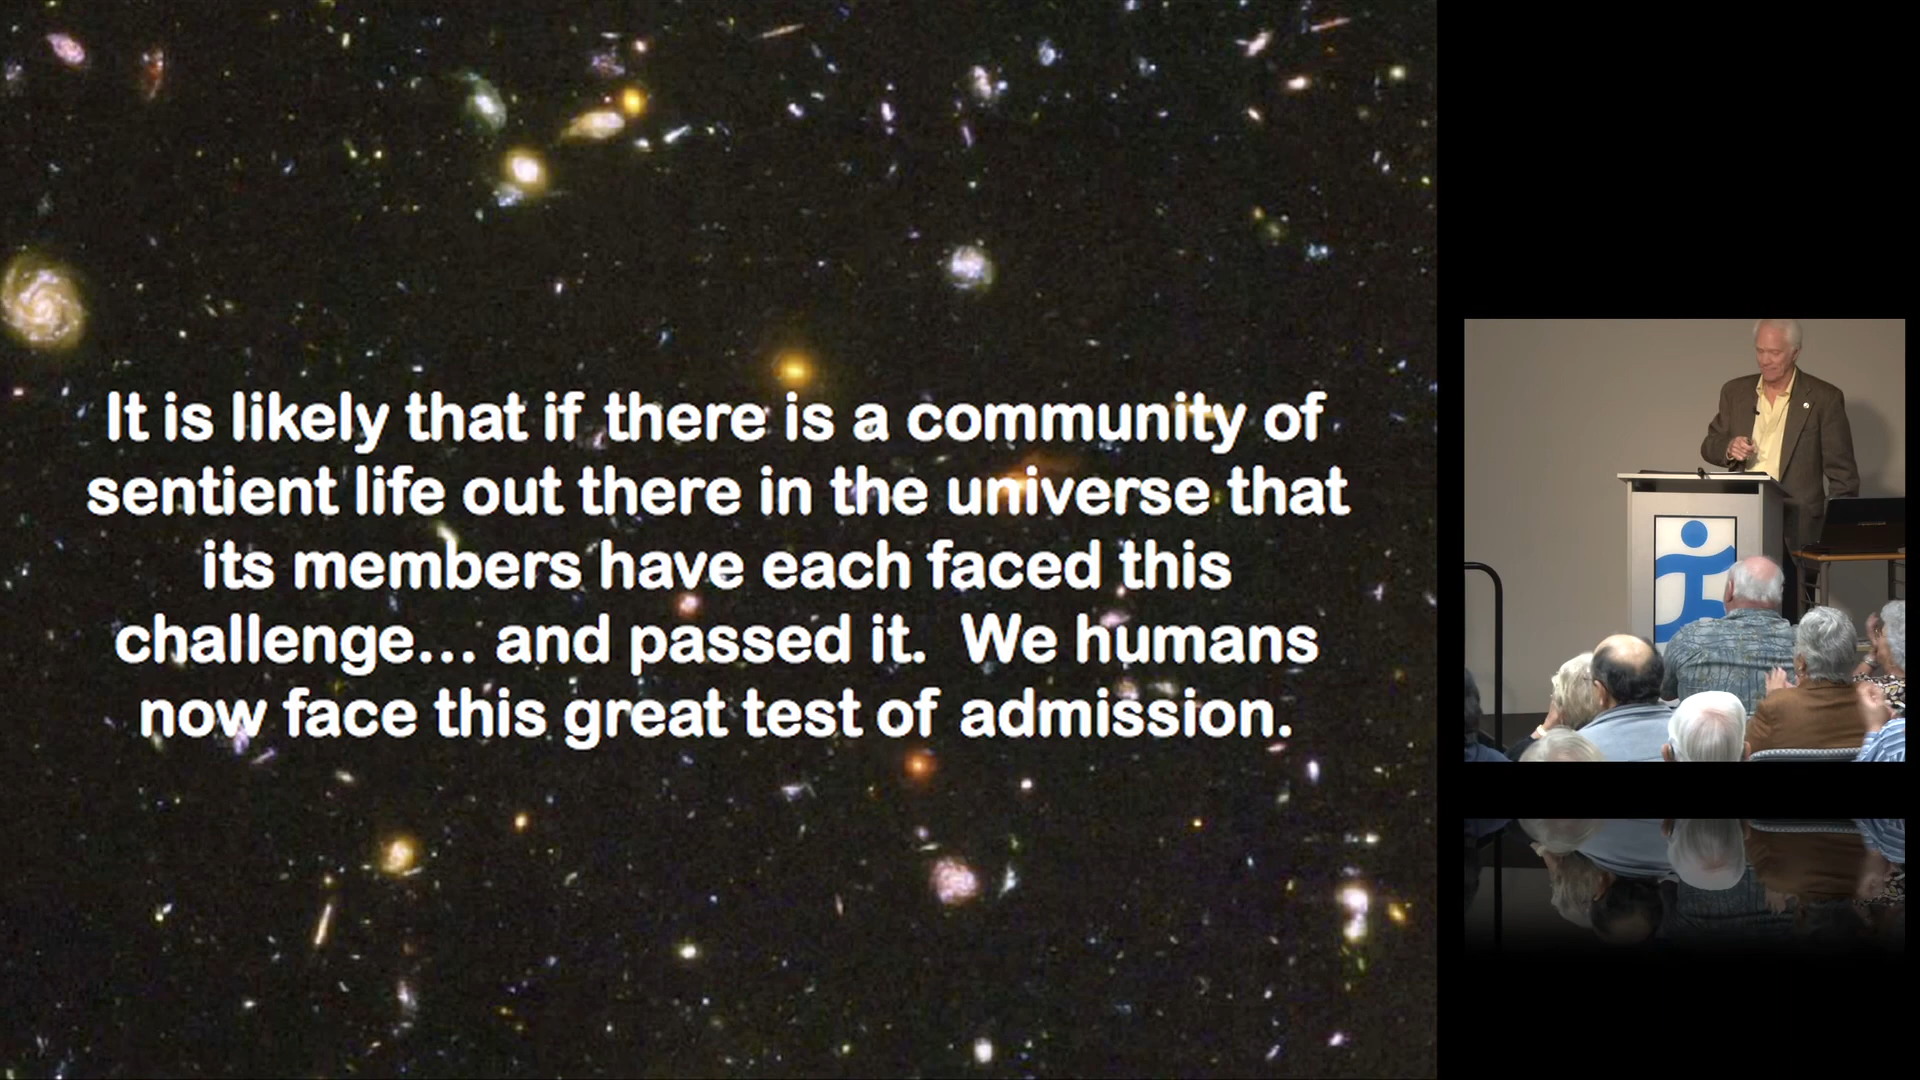 It is likely that if there is a community of
sentient life out there in the universe that
its members have each faced this
challenge... and passed it.  We humans
now face this great test of admission.